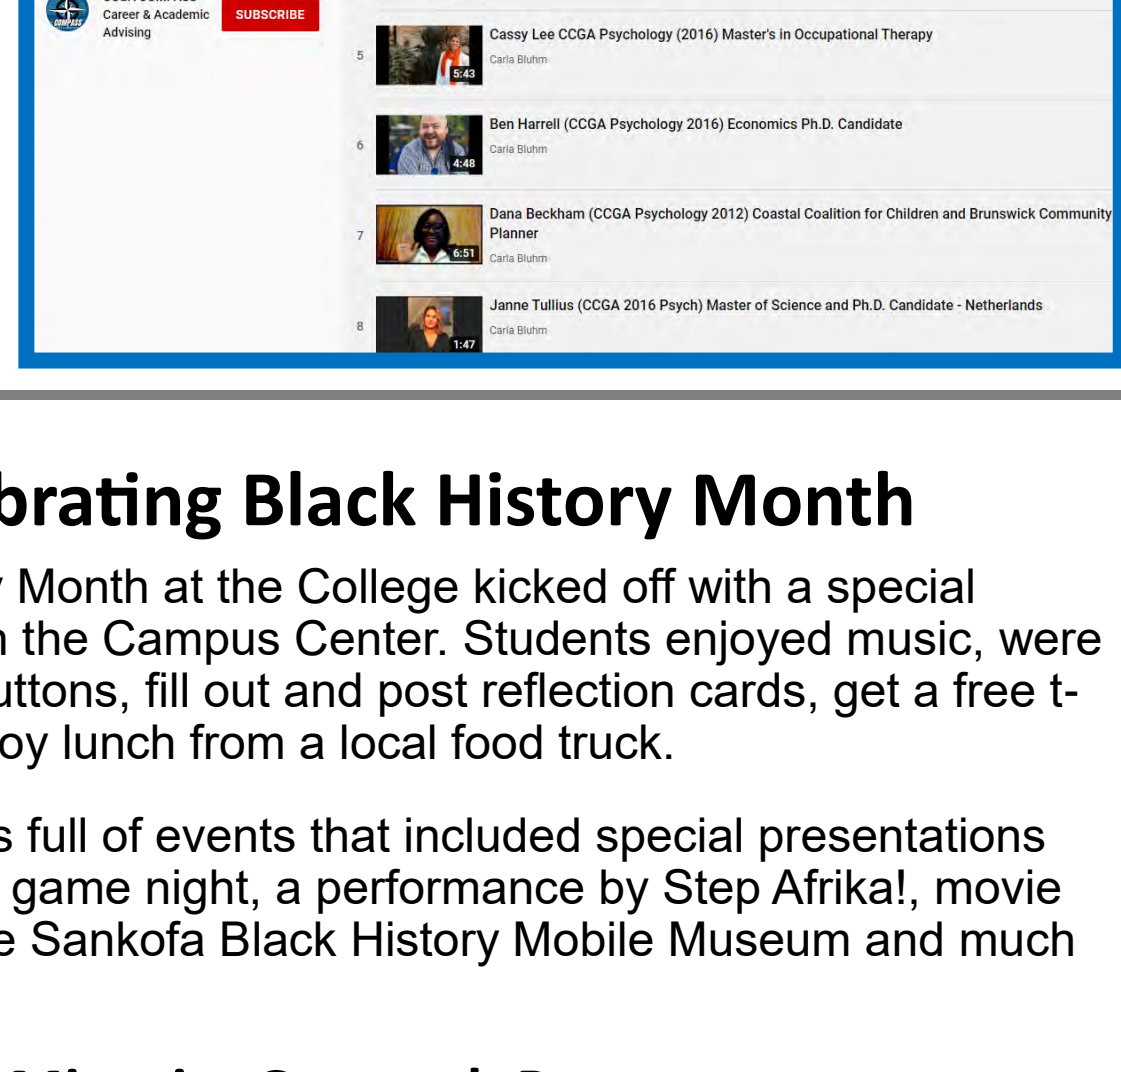 Career & Academic
Advising
SUBSCRIBE
5
5:43
Cassy Lee CCGA Psychology (2016) Master's in Occupational Therapy
Carla Bluhm
6
4:48
Ben Harrell (CCGA Psychology 2016) Economics Ph.D. Candidate
Carla Bluhm
7
6:51
Dana Beckham (CCGA Psychology 2012) Coastal Coalition for Children and Brunswick Community
Planner
Carla Bluhm
8
1:47
Janne Tullius (CCGA 2016 Psych) Master of Science and Ph.D. Candidate - Netherlands
Carla Bluhm
brating Black History Month
y Month at the College kicked off with a special
n the Campus Center. Students enjoyed music, were
uttons, fill out and post reflection cards, get a free t-
oy lunch from a local food truck.
s full of events that included special presentations
game night, a performance by Step Afrika!, movie
e Sankofa Black History Mobile Museum and much